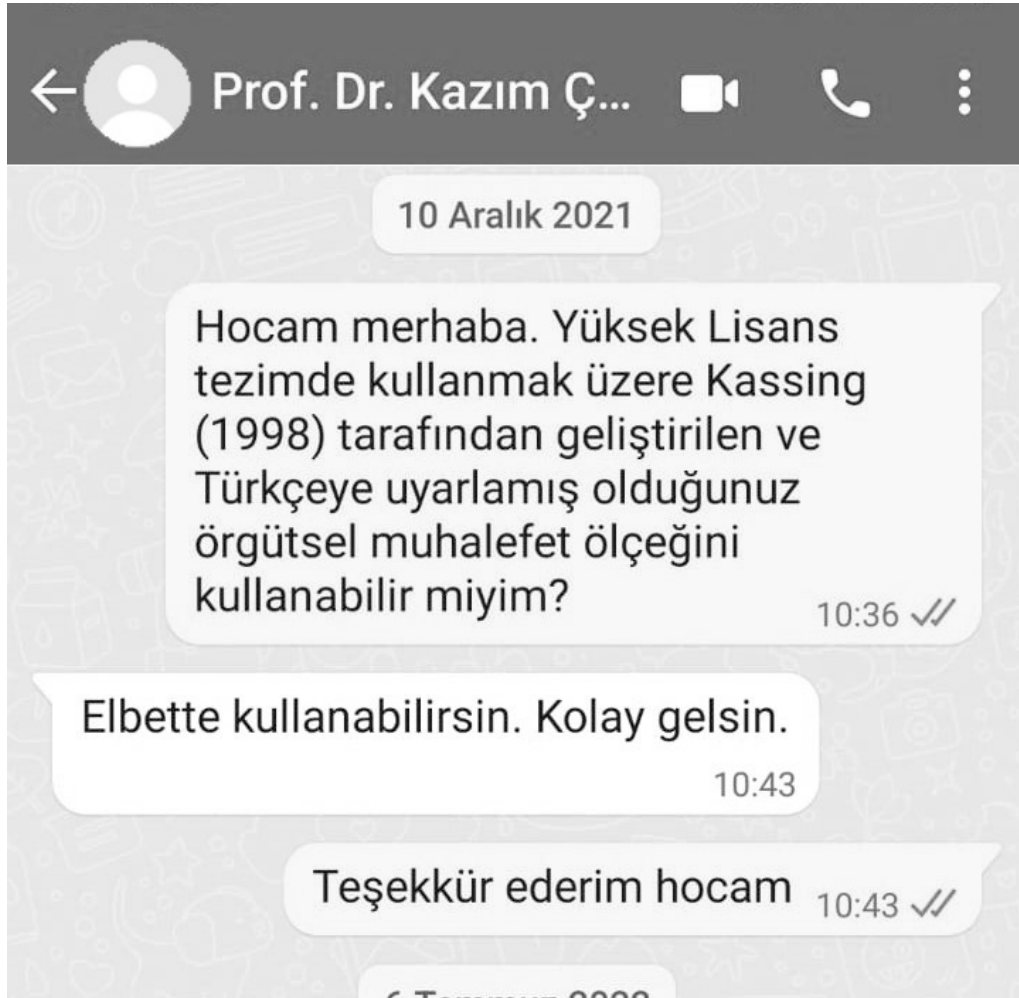 Prof. Dr. Kazım Ç...
10 Aralık 2021
Hocam merhaba. Yüksek Lisans
tezimde kullanmak üzere Kassing
(1998) tarafından geliştirilen ve
Türkçeye uyarlamış olduğunuz
örgütsel muhalefet ölçeğini
kullanabilir miyim?
10:36
Elbette kullanabilirsin. Kolay gelsin.
10:43
Teşekkür ederim hocam 10:43